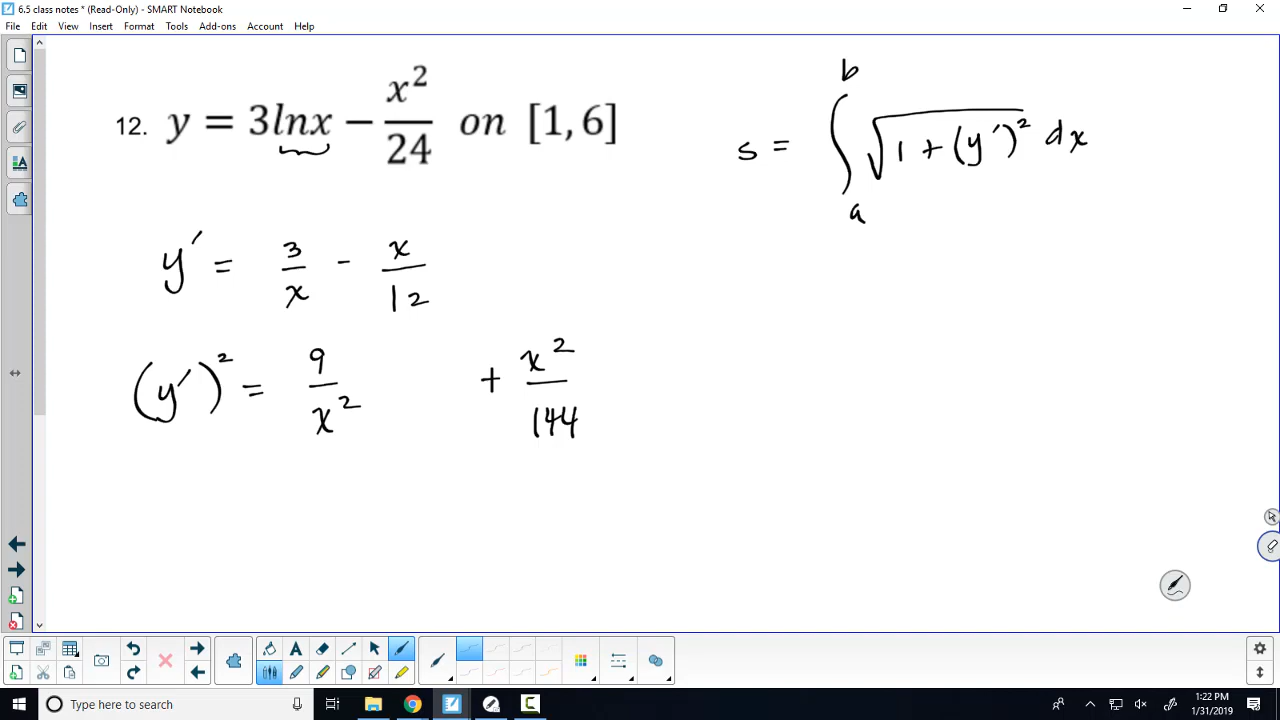 6.5 class notes * (Read-Only) - SMART Notebook
File Edit View Insert Format Tools Add-ons Account Help
12. y = 3lnx − x²/24 on [1, 6]
s = ∫ₐᵇ √(1 + (y′)²) dx
y′ = 3/x - x/12
(y′)² = 9/x² + x²/144
Type here to search
1:22 PM
1/31/2019